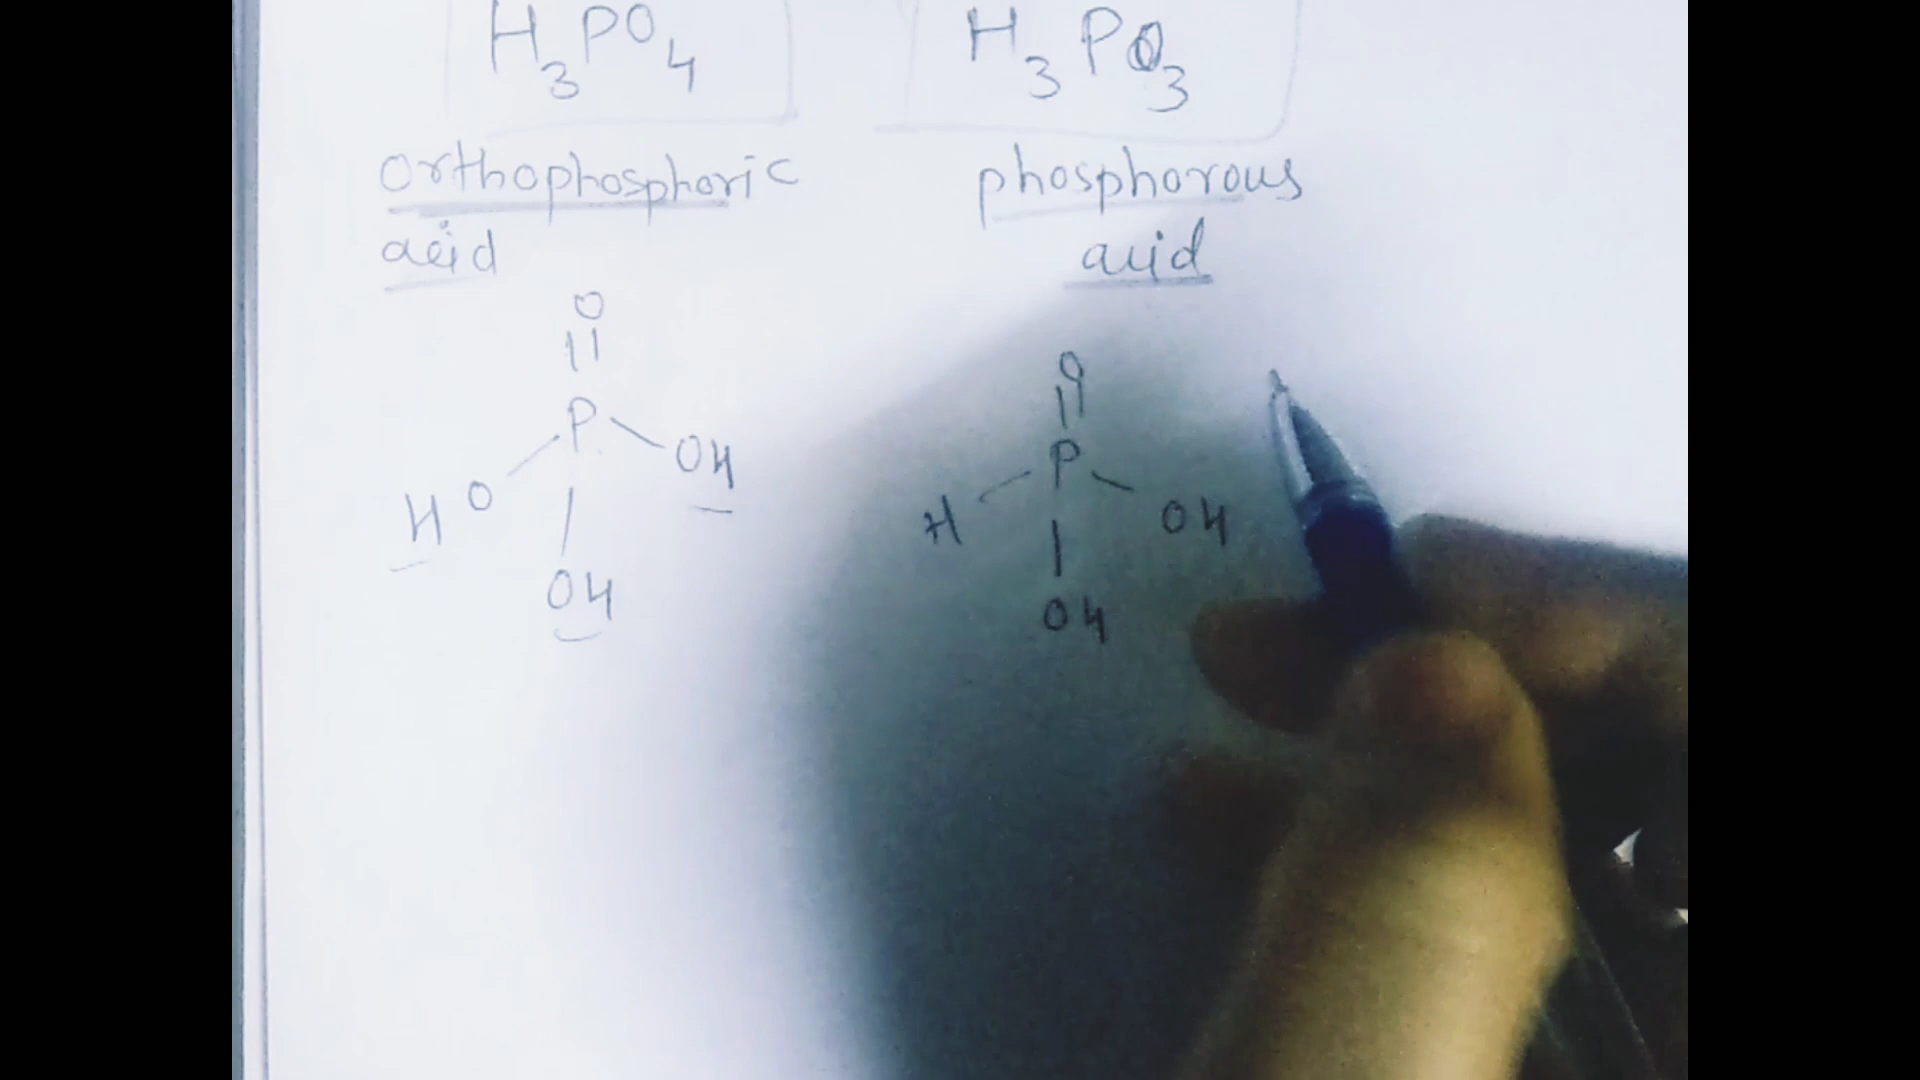 H3PO4
H3PO3
Orthophosphoric
acid
phosphorous
acid
O
P
HO
OH
OH
O
P
H
OH
OH